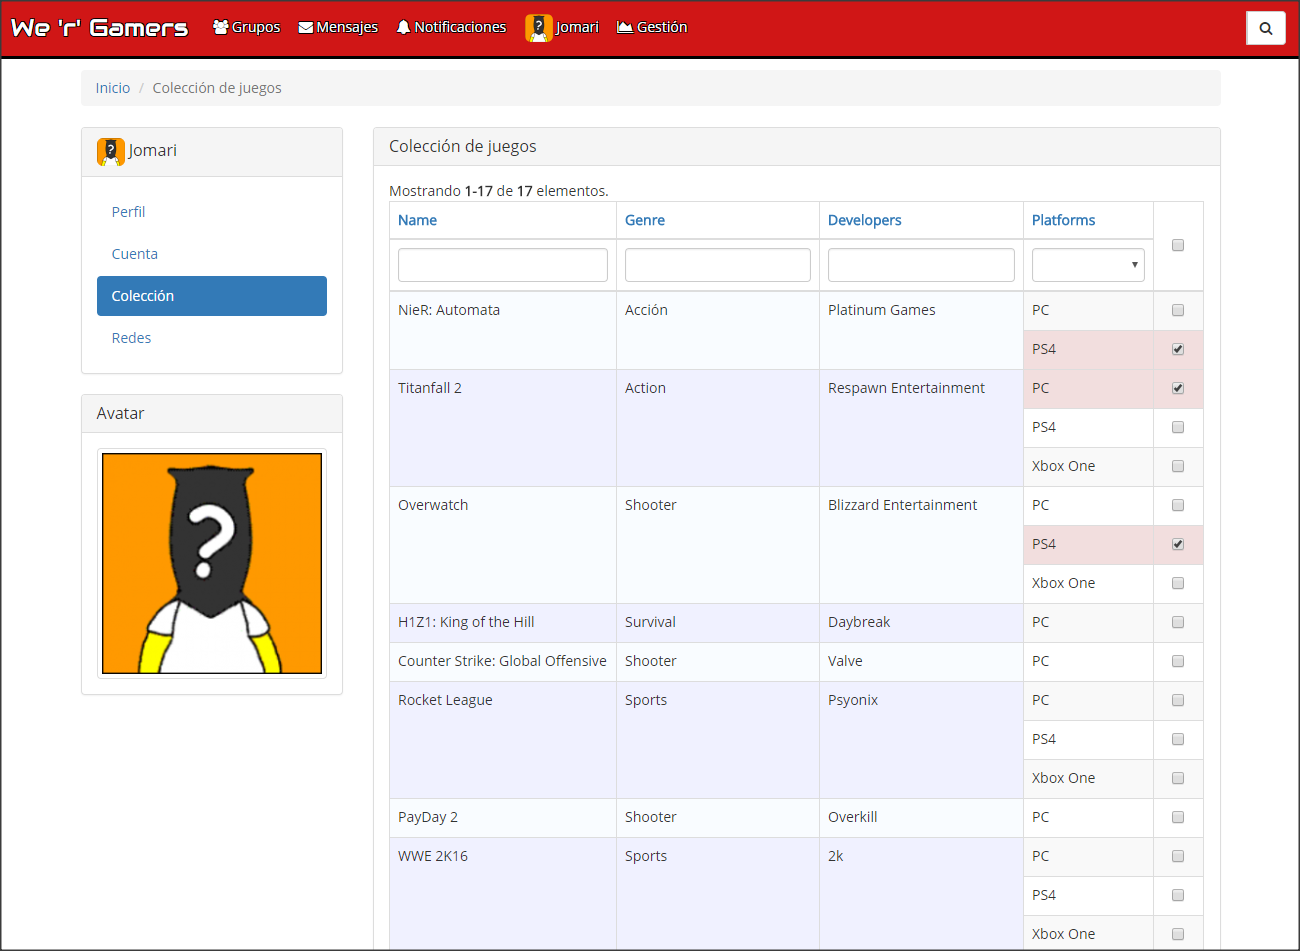 We 'r' Gamers Grupos Mensajes Notificaciones Jomari Gestión
Inicio / Colección de juegos
Jomari
Perfil
Cuenta
Colección
Redes
Avatar
?
Colección de juegos
Mostrando 1-17 de 17 elementos.
Name Genre Developers Platforms
NieR: Automata Acción Platinum Games PC
PS4
Titanfall 2 Action Respawn Entertainment PC
PS4
Xbox One
Overwatch Shooter Blizzard Entertainment PC
PS4
Xbox One
H1Z1: King of the Hill Survival Daybreak PC
Counter Strike: Global Offensive Shooter Valve PC
Rocket League Sports Psyonix PC
PS4
Xbox One
PayDay 2 Shooter Overkill PC
WWE 2K16 Sports 2k PC
PS4
Xbox One